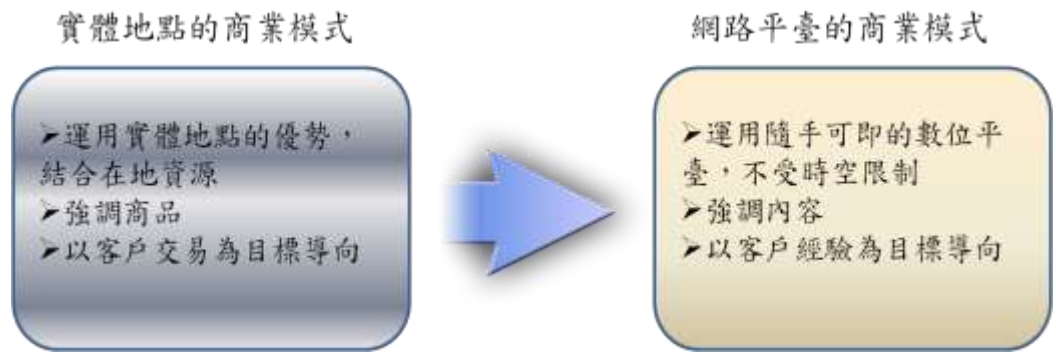 實體地點的商業模式
➢運用實體地點的優勢，
結合在地資源
➢強調商品
➢以客戶交易為目標導向
網路平臺的商業模式
➢運用隨手可即的數位平
臺，不受時空限制
➢強調內容
➢以客戶經驗為目標導向